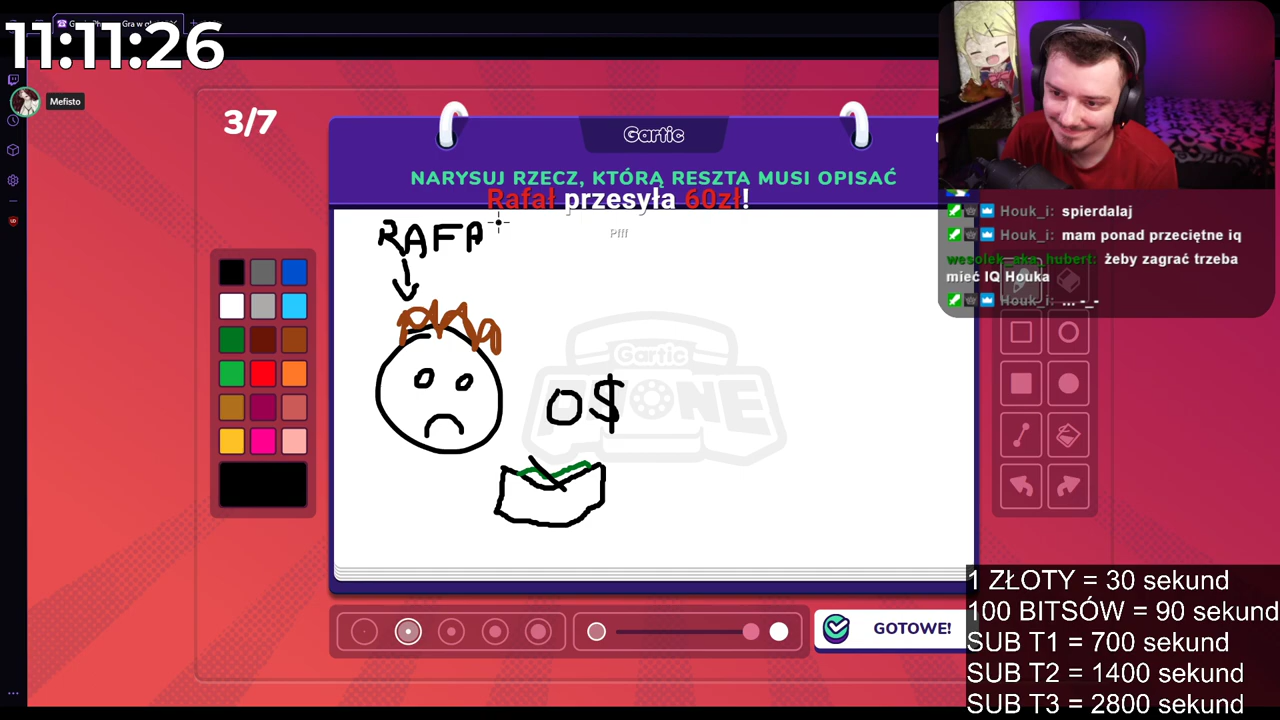 11:11:26
Mefisto
3/7
Gartic
NARYSUJ RZECZ, KTÓRĄ RESZTA MUSI OPISAĆ
Rafał przesyła 60zł!
P!!!
RAFA
0$
Gartic
PHONE
Houk_i: spierdalaj
Houk_i: mam ponad przeciętne iq
wesolek_aka_hubert: żeby zagrać trzeba
mieć IQ Houka
Houk_i: ... -_-
GOTOWE!
1 ZŁOTY = 30 sekund
100 BITSÓW = 90 sekund
SUB T1 = 700 sekund
SUB T2 = 1400 sekund
SUB T3 = 2800 sekund